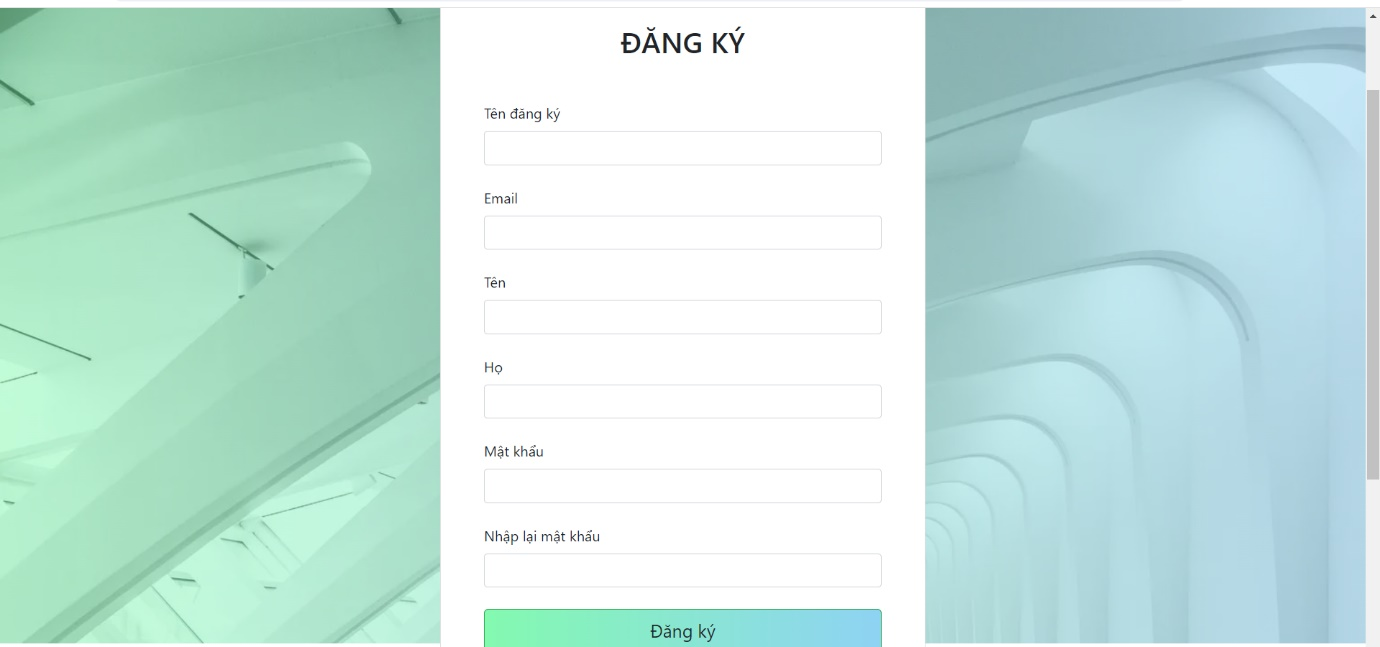 ĐĂNG KÝ
Tên đăng ký
Email
Tên
Họ
Mật khẩu
Nhập lại mật khẩu
Đăng ký